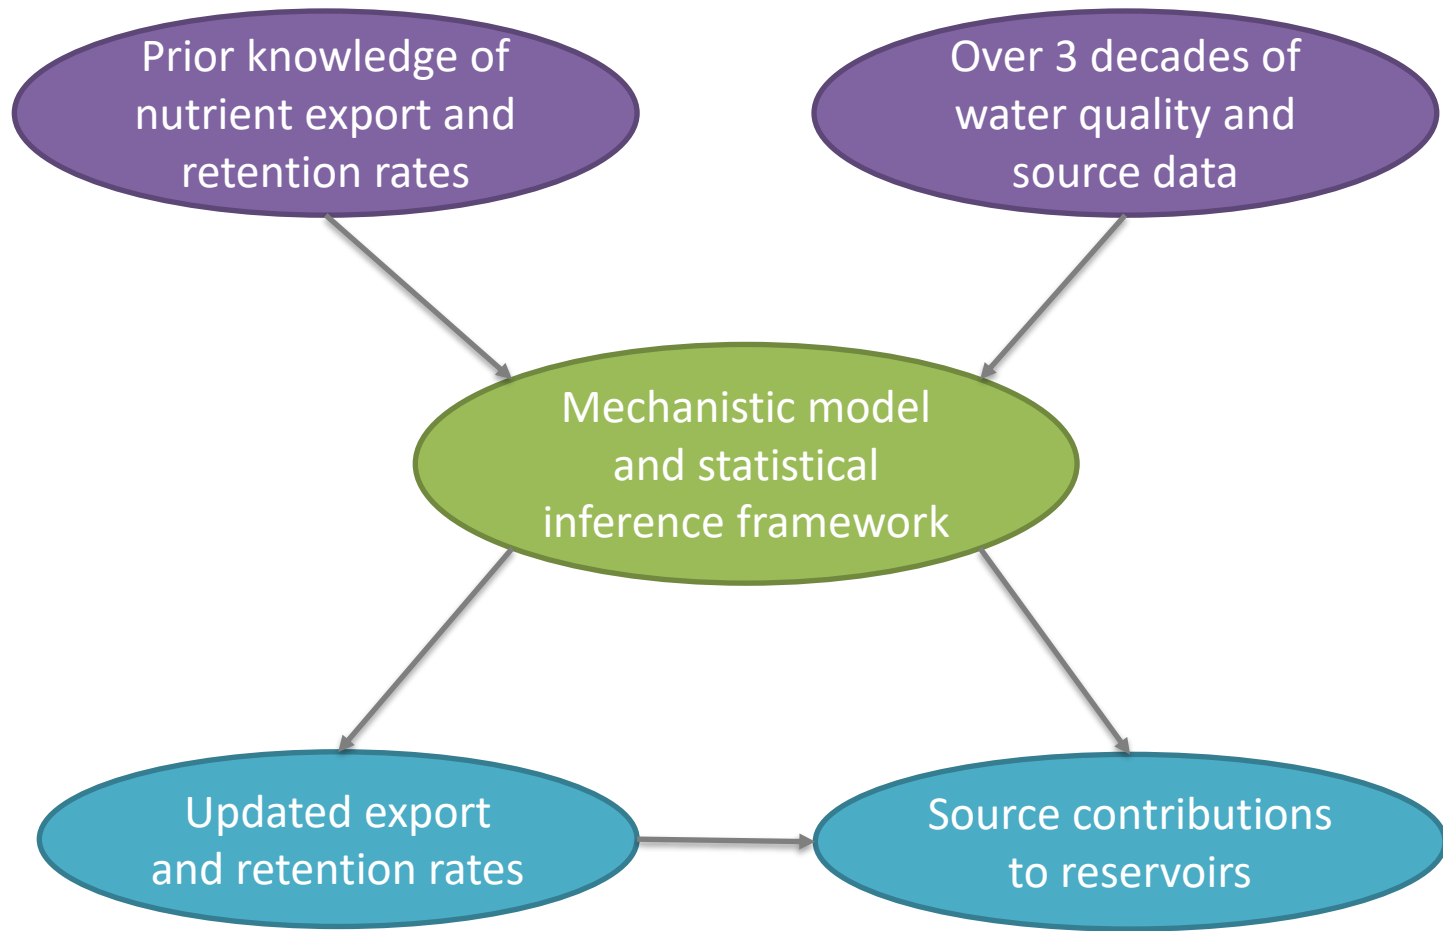 Prior knowledge of
nutrient export and
retention rates
Over 3 decades of
water quality and
source data
Mechanistic model
and statistical
inference framework
Updated export
and retention rates
Source contributions
to reservoirs